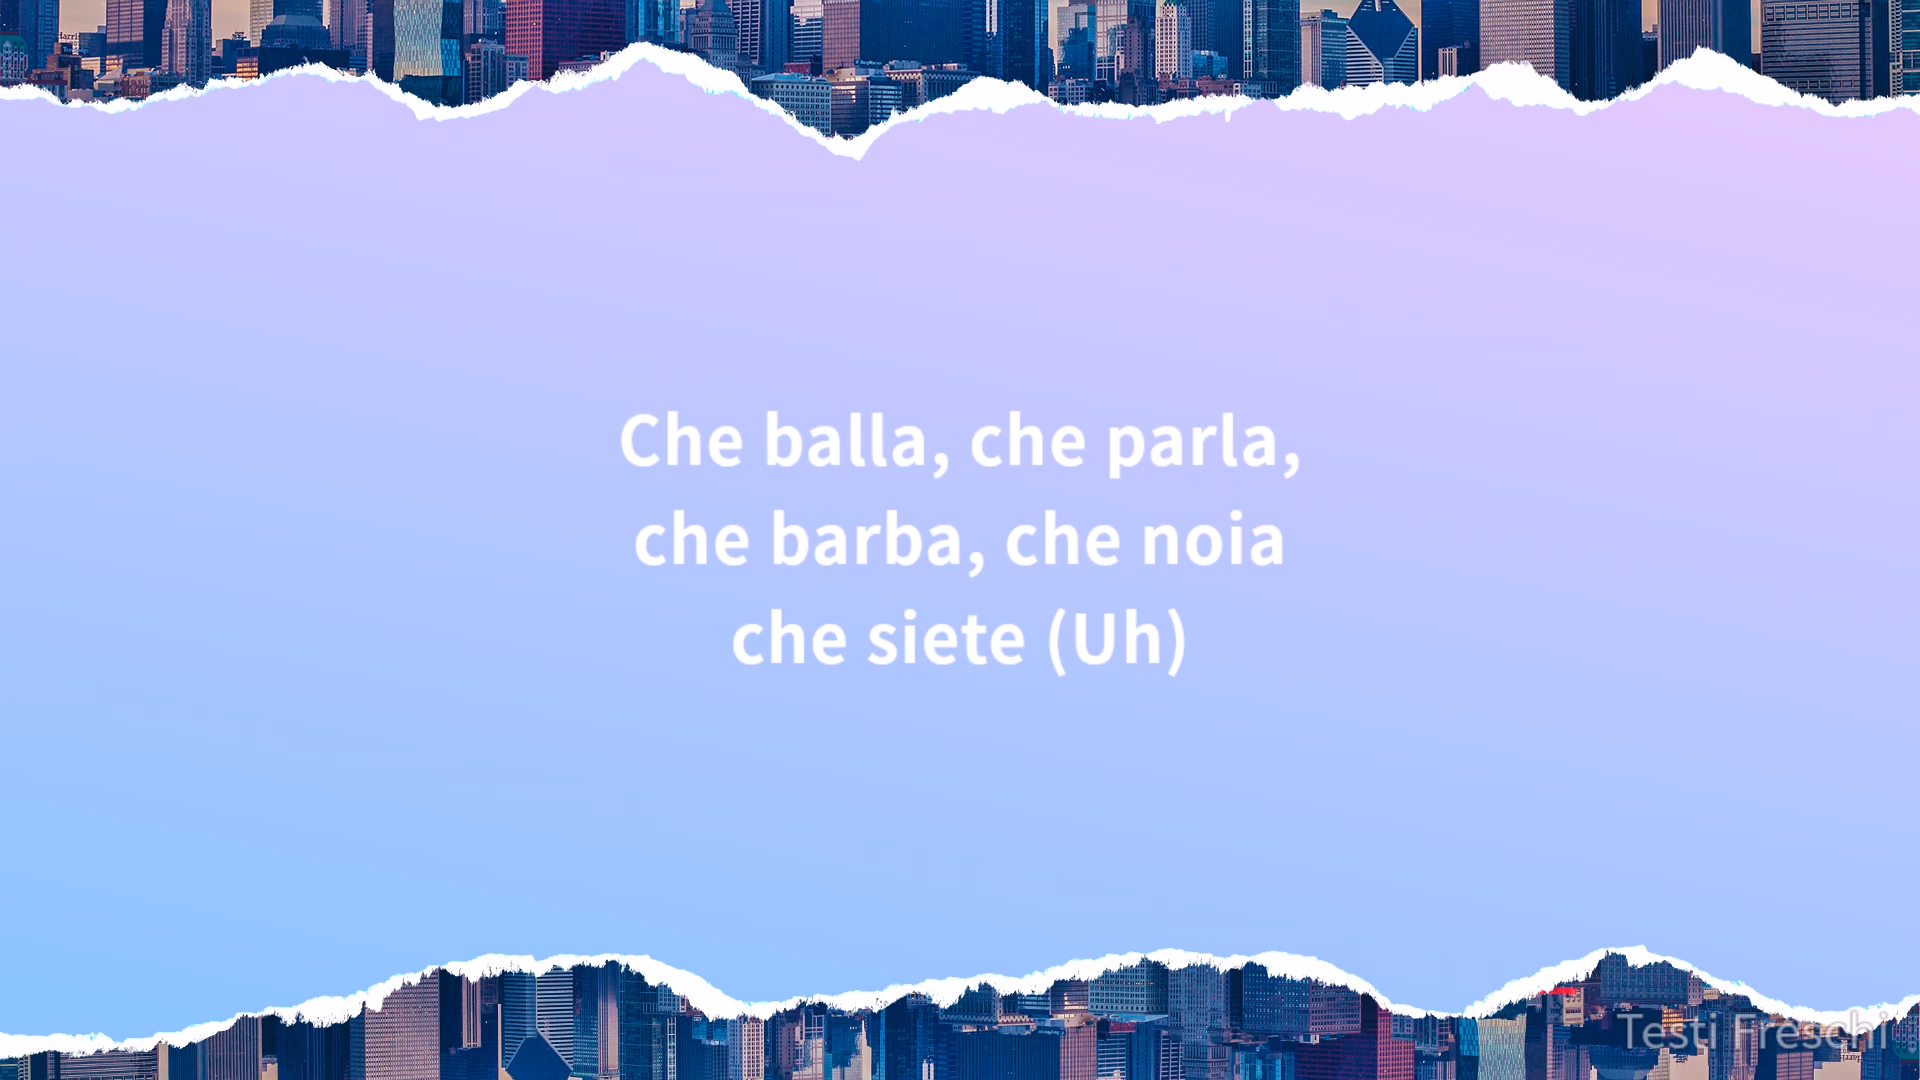 Che balla, che parla,
che barba, che noia
che siete (Uh)
Testi Freschi